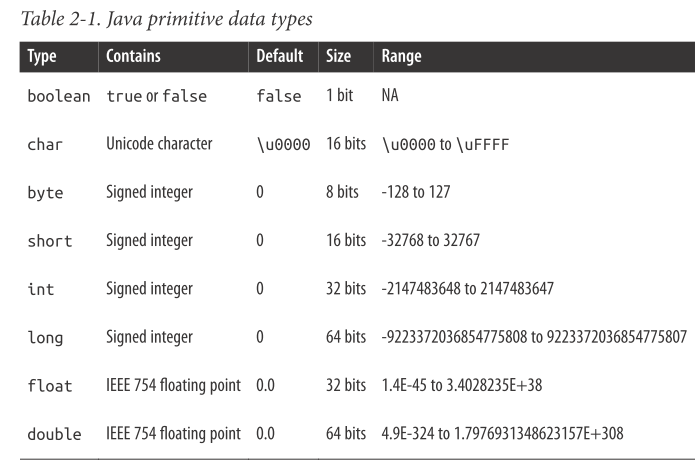 Table 2-1. Java primitive data types
Type Contains Default Size Range
boolean true or false false 1 bit NA
char Unicode character \u0000 16 bits \u0000 to \uFFFF
byte Signed integer 0 8 bits -128 to 127
short Signed integer 0 16 bits -32768 to 32767
int Signed integer 0 32 bits -2147483648 to 2147483647
long Signed integer 0 64 bits -9223372036854775808 to 9223372036854775807
float IEEE 754 floating point 0.0 32 bits 1.4E-45 to 3.4028235E+38
double IEEE 754 floating point 0.0 64 bits 4.9E-324 to 1.7976931348623157E+308